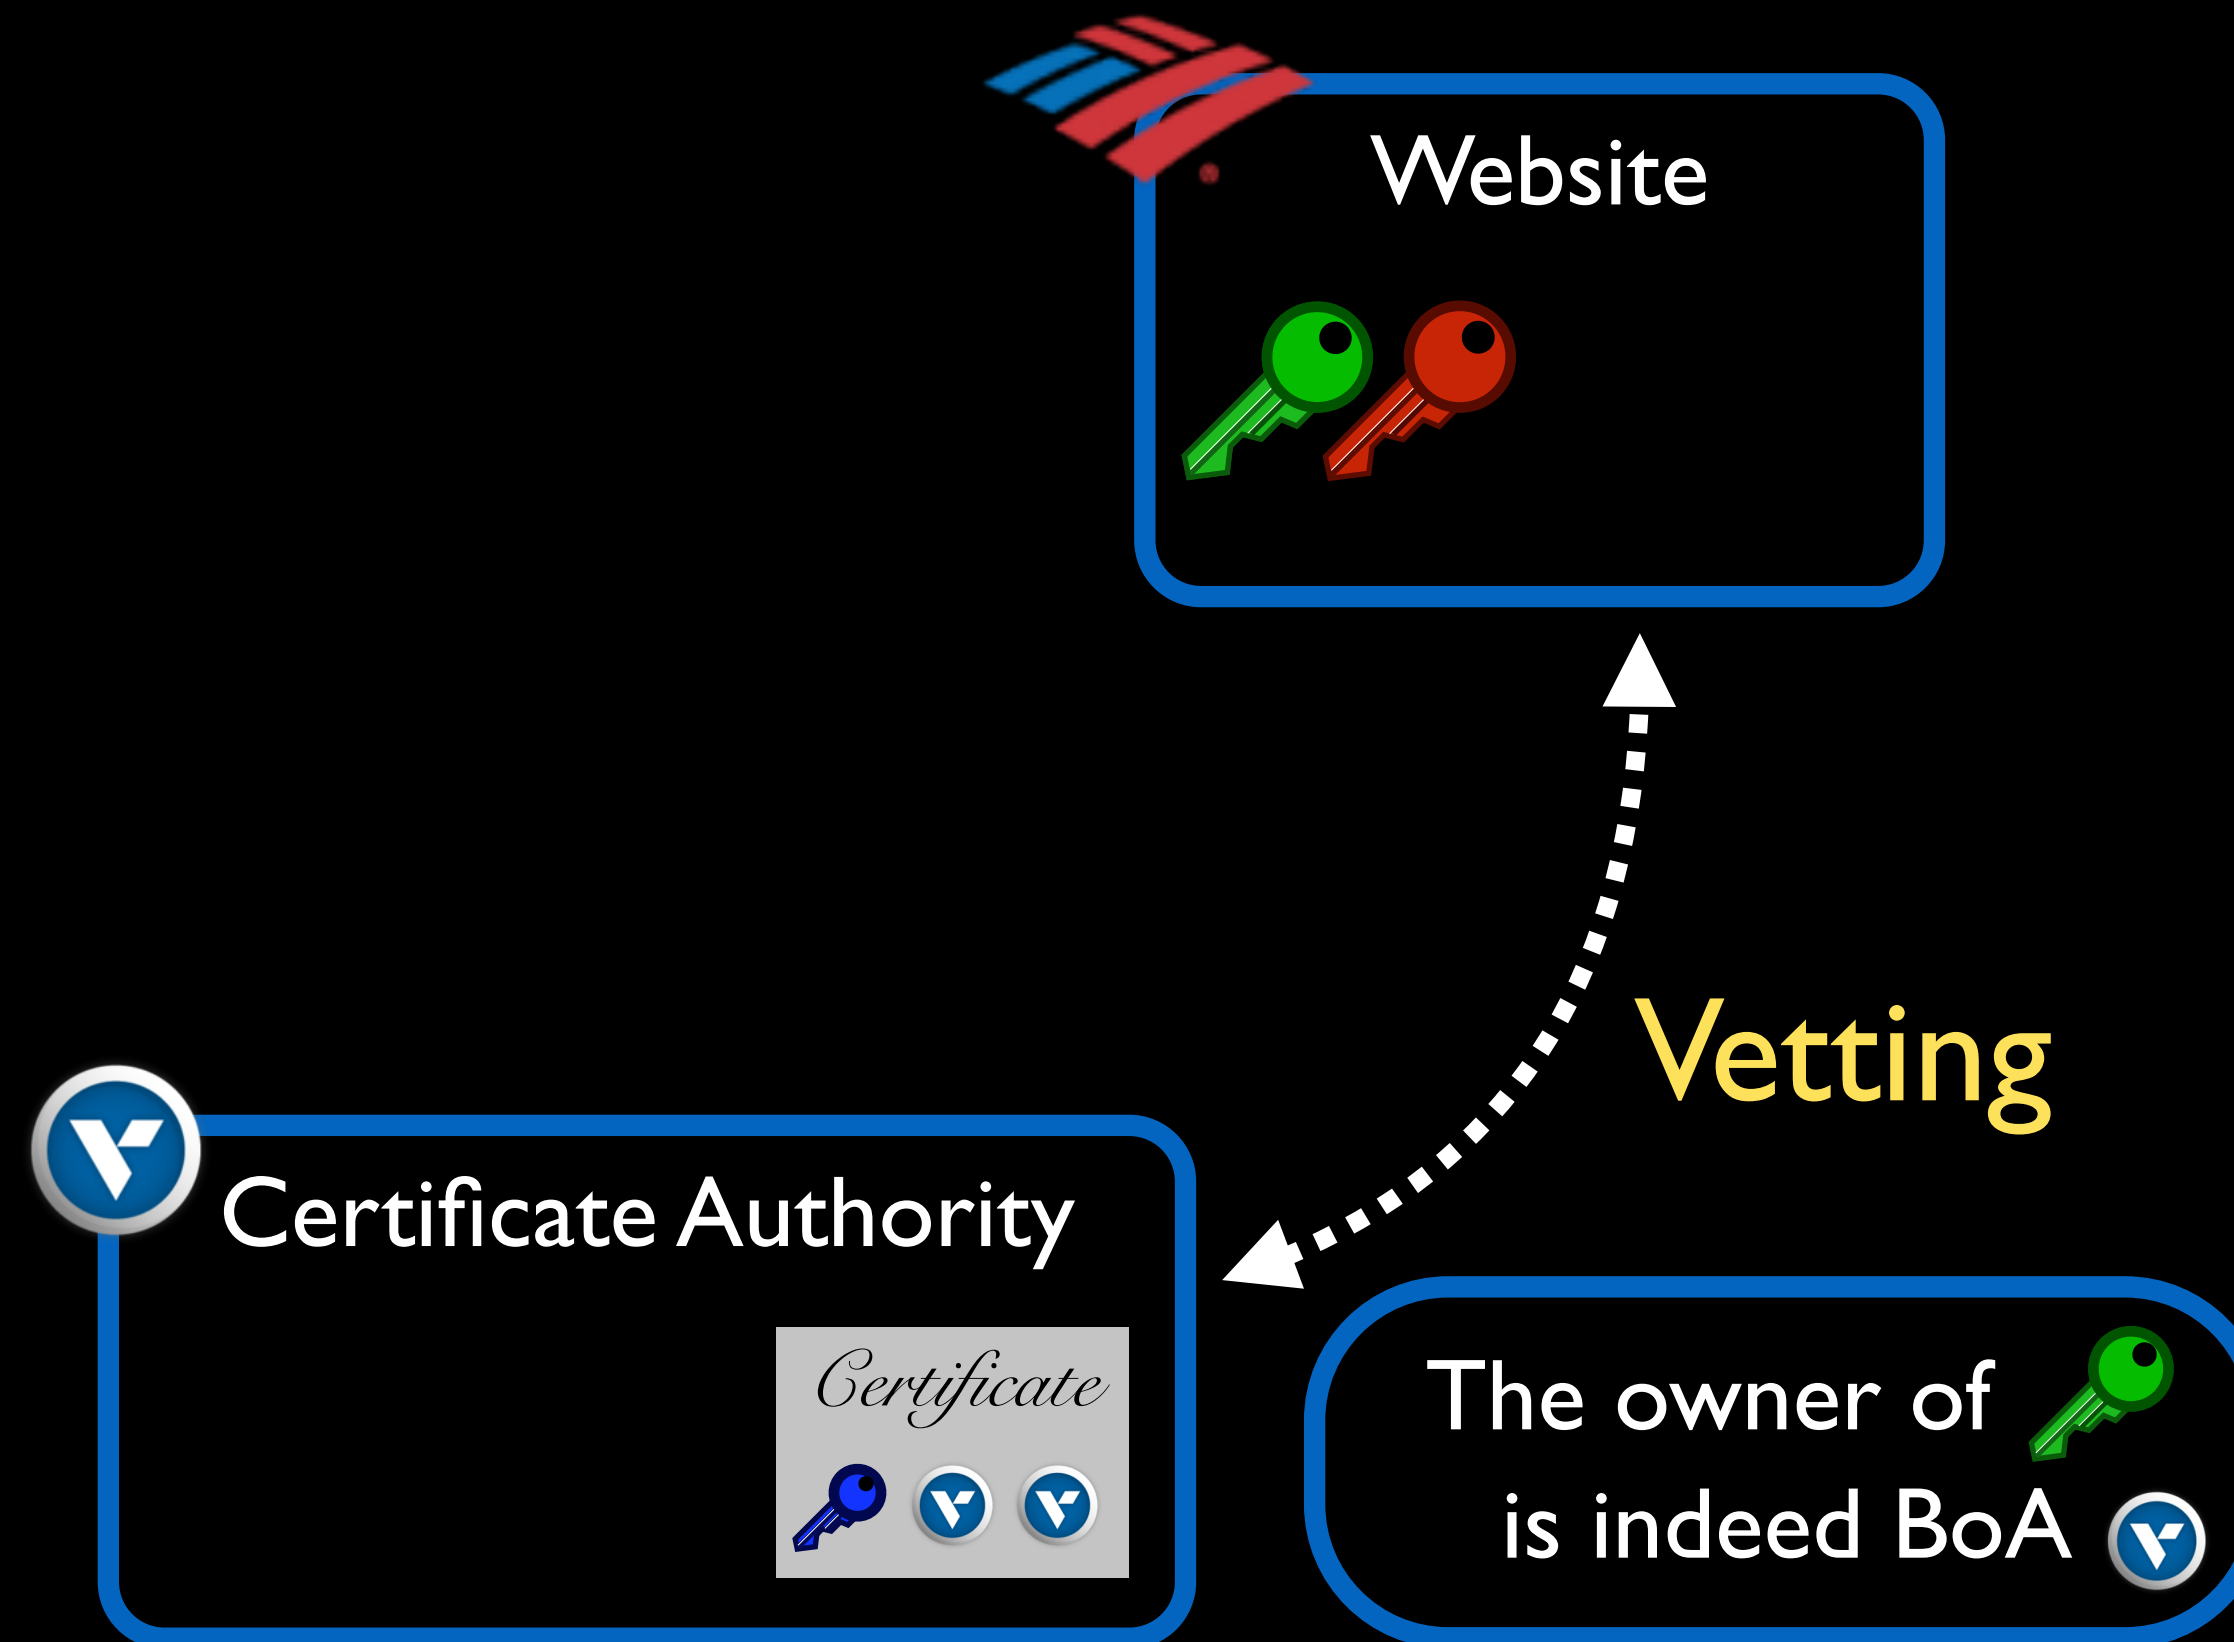 Website
Vetting
Certificate Authority
Certificate
The owner of
is indeed BoA